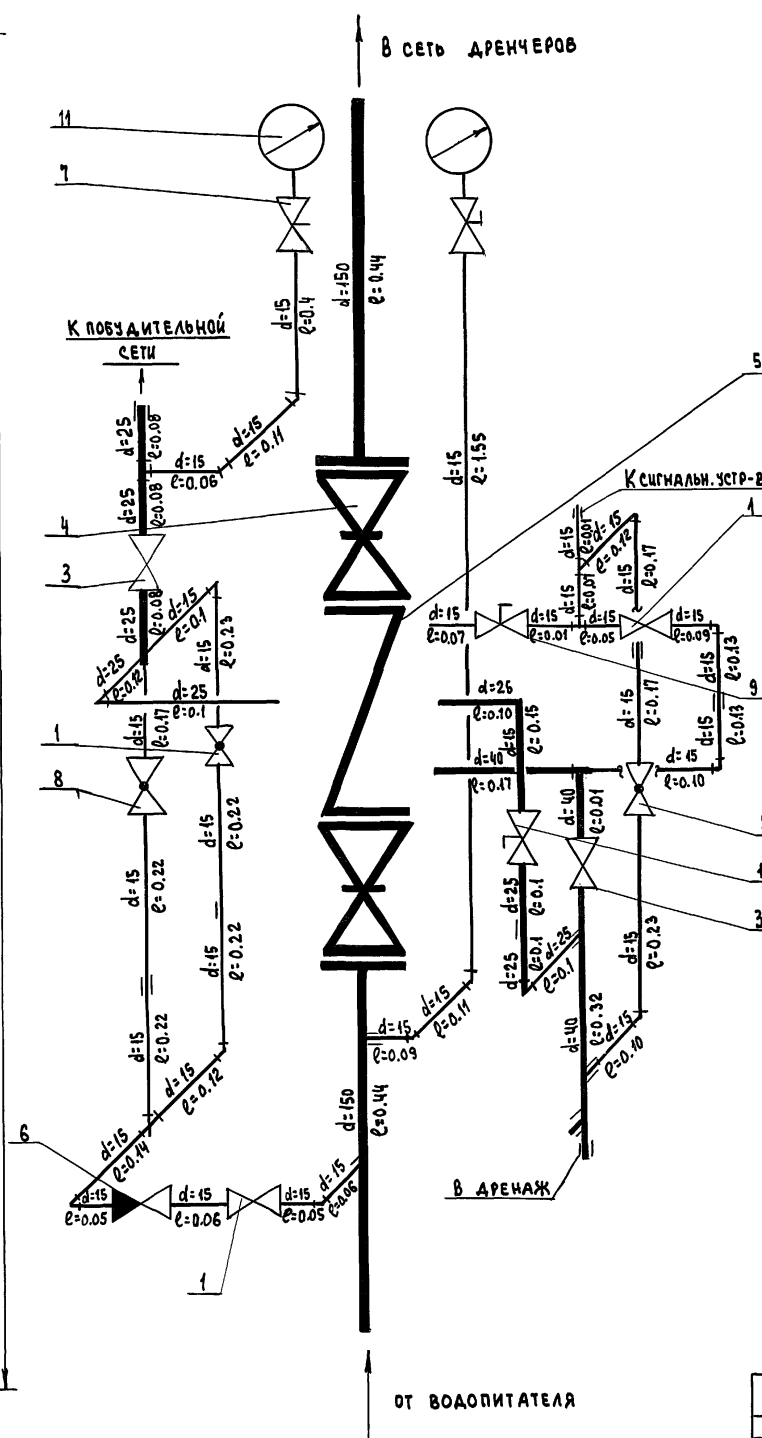 В СЕТЬ ДРЕНЧЕРОВ
11
7
d=150
ℓ=0.44
d=15
ℓ=0.4
К ПОБУДИТЕЛЬНОЙ
СЕТИ
5
d=25
ℓ=0.08
d=15
ℓ=0.11
d=15
ℓ=0.06
d=15
ℓ=1.55
К СИГНАЛЬН. УСТР-В
d=25
ℓ=0.08
4
3
d=15
ℓ=0.01
d=15
ℓ=0.12
1
d=15
ℓ=0.17
d=15
ℓ=0.07
d=25
ℓ=0.08
d=15
ℓ=0.1
d=15
ℓ=0.23
d=15
ℓ=0.07
d=15
ℓ=0.01
d=15
ℓ=0.05
d=15
ℓ=0.09
d=15
ℓ=0.13
d=25
ℓ=0.12
d=25
ℓ=0.1
9
d=15
ℓ=0.17
d=15
ℓ=0.13
d=25
ℓ=0.10
d=15
ℓ=0.15
1
8
d=15
ℓ=0.17
d=40
ℓ=0.17
d=15
ℓ=0.10
d=40
ℓ=0.01
d=15
ℓ=0.22
d=15
ℓ=0.22
d=25
ℓ=0.1
3
d=15
ℓ=0.22
d=25
ℓ=0.1
d=25
ℓ=0.1
d=15
ℓ=0.23
d=15
ℓ=0.22
d=15
ℓ=0.11
d=15
ℓ=0.09
d=40
ℓ=0.32
d=15
ℓ=0.10
d=15
ℓ=0.12
d=150
ℓ=0.44
6
d=15
ℓ=0.14
d=15
ℓ=0.05
d=15
ℓ=0.06
d=15
ℓ=0.05
d=15
ℓ=0.06
В ДРЕНАЖ
1
ОТ ВОДОПИТАТЕЛЯ